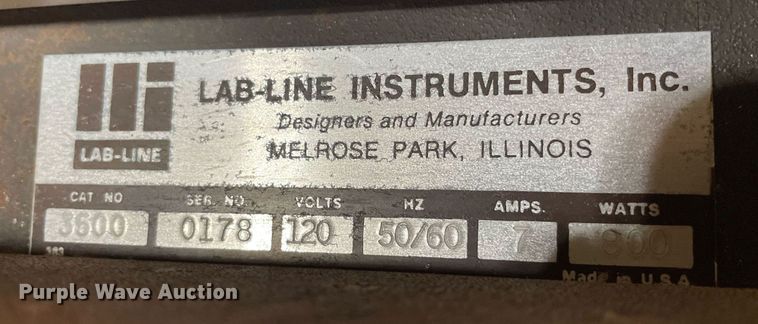 LAB-LINE INSTRUMENTS, Inc.
Designers and Manufacturers
MELROSE PARK, ILLINOIS
LAB-LINE
CAT NO SER. NO. VOLTS HZ AMPS. WATTS
3600 0178 120 50/60 7 800
Made in U.S.A
Purple Wave Auction